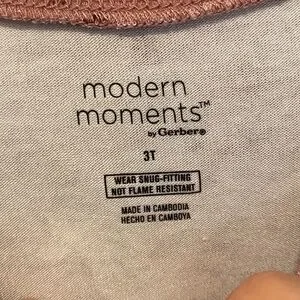 modern
moments™
by Gerber®
3T
WEAR SNUG-FITTING
NOT FLAME RESISTANT
MADE IN CAMBODIA
HECHO EN CAMBOYA